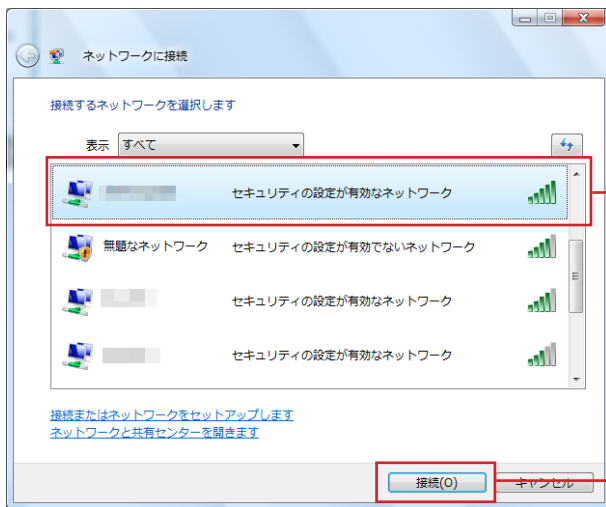 ネットワークに接続
接続するネットワークを選択します
表示 すべて
セキュリティの設定が有効なネットワーク
無題なネットワーク セキュリティの設定が有効でないネットワーク
セキュリティの設定が有効なネットワーク
セキュリティの設定が有効なネットワーク
接続またはネットワークをセットアップします
ネットワークと共有センターを開きます
接続(O) キャンセル